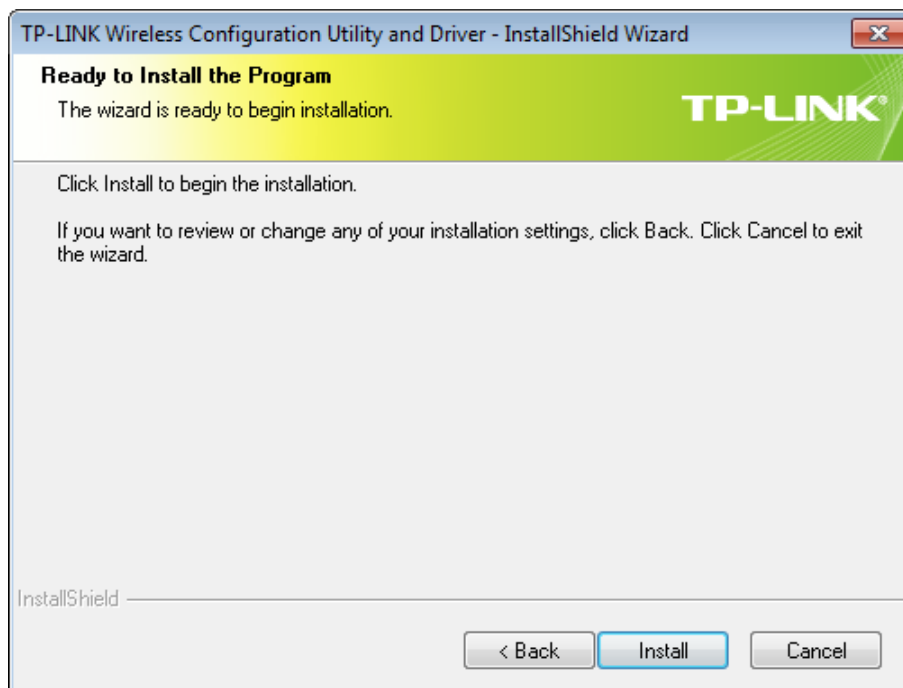 TP-LINK Wireless Configuration Utility and Driver - InstallShield Wizard
Ready to Install the Program
The wizard is ready to begin installation.
TP-LINK®
Click Install to begin the installation.
If you want to review or change any of your installation settings, click Back. Click Cancel to exit
the wizard.
InstallShield
< Back
Install
Cancel